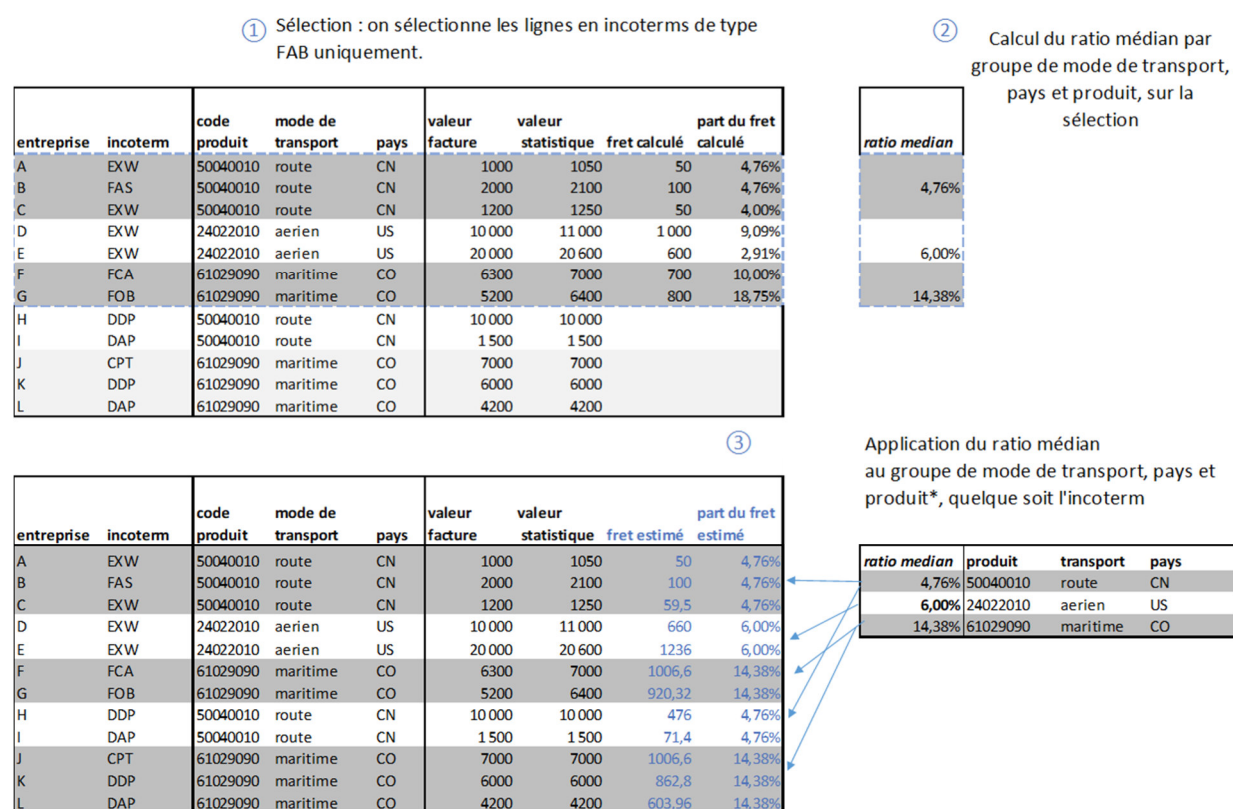 ① Sélection : on sélectionne les lignes en incoterms de type
FAB uniquement.
②
Calcul du ratio médian par
groupe de mode de transport,
pays et produit, sur la
sélection
code mode de valeur valeur part du fret
entreprise incoterm produit transport pays facture statistique fret calculé calculé
A EXW 50040010 route CN 1000 1050 50 4,76%
B FAS 50040010 route CN 2000 2100 100 4,76%
C EXW 50040010 route CN 1200 1250 50 4,00%
D EXW 24022010 aerien US 10 000 11 000 1 000 9,09%
E EXW 24022010 aerien US 20 000 20 600 600 2,91%
F FCA 61029090 maritime CO 6300 7000 700 10,00%
G FOB 61029090 maritime CO 5200 6400 800 18,75%
H DDP 50040010 route CN 10 000 10 000
I DAP 50040010 route CN 1 500 1 500
J CPT 61029090 maritime CO 7000 7000
K DDP 61029090 maritime CO 6000 6000
L DAP 61029090 maritime CO 4200 4200
ratio median
4,76%
6,00%
14,38%
③
Application du ratio médian
au groupe de mode de transport, pays et
produit*, quelque soit l'incoterm
code mode de valeur valeur part du fret
entreprise incoterm produit transport pays facture statistique fret estimé estimé
A EXW 50040010 route CN 1000 1050 50 4,76%
B FAS 50040010 route CN 2000 2100 100 4,76%
C EXW 50040010 route CN 1200 1250 59,5 4,76%
D EXW 24022010 aerien US 10 000 11 000 660 6,00%
E EXW 24022010 aerien US 20 000 20 600 1236 6,00%
F FCA 61029090 maritime CO 6300 7000 1006,6 14,38%
G FOB 61029090 maritime CO 5200 6400 920,32 14,38%
H DDP 50040010 route CN 10 000 10 000 476 4,76%
I DAP 50040010 route CN 1 500 1 500 71,4 4,76%
J CPT 61029090 maritime CO 7000 7000 1006,6 14,38%
K DDP 61029090 maritime CO 6000 6000 862,8 14,38%
L DAP 61029090 maritime CO 4200 4200 603,96 14,38%
ratio median produit transport pays
4,76% 50040010 route CN
6,00% 24022010 aerien US
14,38% 61029090 maritime CO